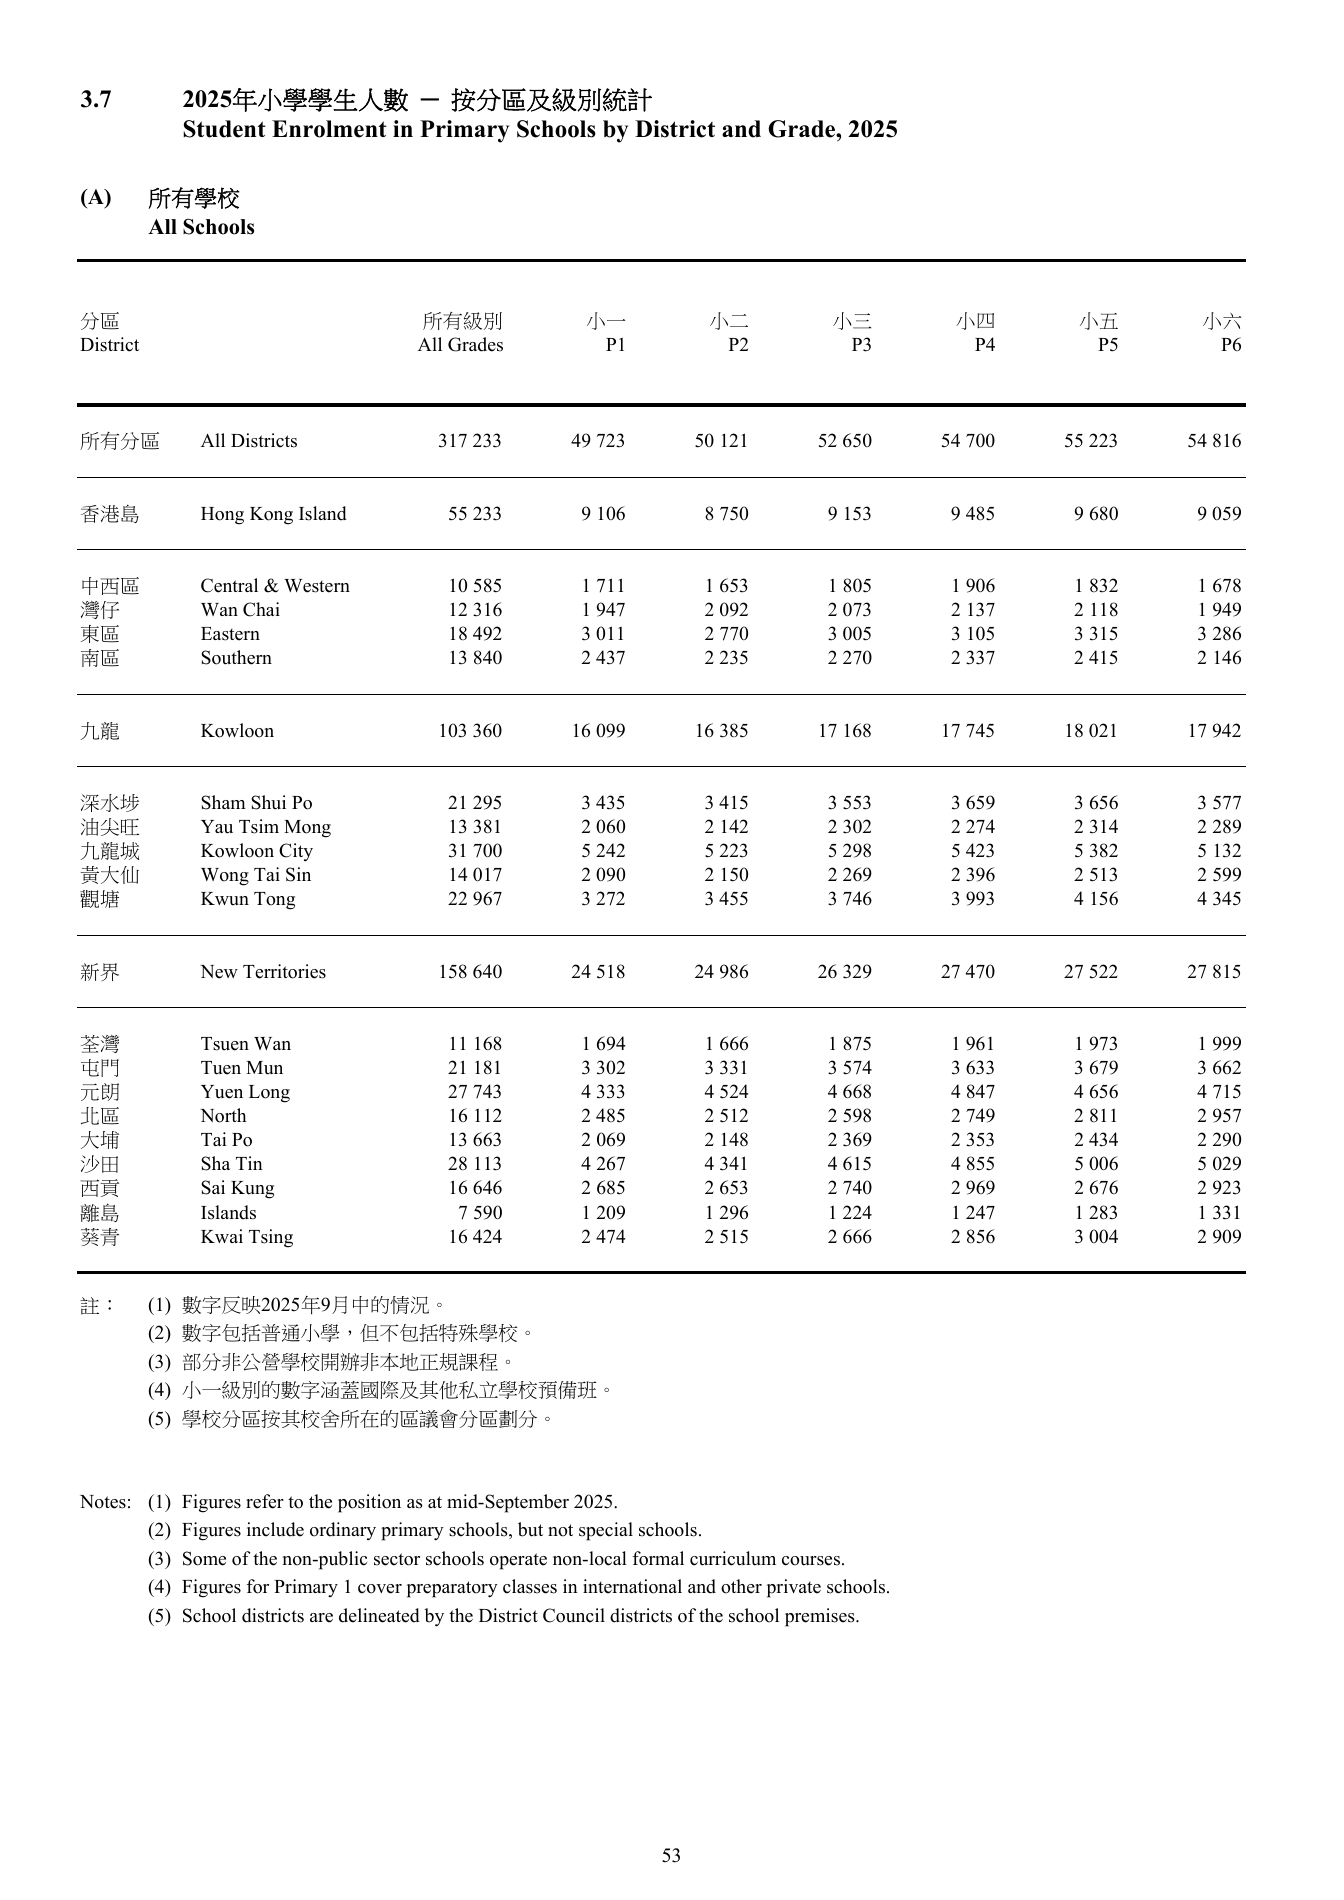 3.7 2025年小學學生人數 － 按分區及級別統計
Student Enrolment in Primary Schools by District and Grade, 2025
(A) 所有學校
All Schools
分區 所有級別 小一 小二 小三 小四 小五 小六
District All Grades P1 P2 P3 P4 P5 P6
所有分區 All Districts 317 233 49 723 50 121 52 650 54 700 55 223 54 816
香港島 Hong Kong Island 55 233 9 106 8 750 9 153 9 485 9 680 9 059
中西區 Central & Western 10 585 1 711 1 653 1 805 1 906 1 832 1 678
灣仔 Wan Chai 12 316 1 947 2 092 2 073 2 137 2 118 1 949
東區 Eastern 18 492 3 011 2 770 3 005 3 105 3 315 3 286
南區 Southern 13 840 2 437 2 235 2 270 2 337 2 415 2 146
九龍 Kowloon 103 360 16 099 16 385 17 168 17 745 18 021 17 942
深水埗 Sham Shui Po 21 295 3 435 3 415 3 553 3 659 3 656 3 577
油尖旺 Yau Tsim Mong 13 381 2 060 2 142 2 302 2 274 2 314 2 289
九龍城 Kowloon City 31 700 5 242 5 223 5 298 5 423 5 382 5 132
黃大仙 Wong Tai Sin 14 017 2 090 2 150 2 269 2 396 2 513 2 599
觀塘 Kwun Tong 22 967 3 272 3 455 3 746 3 993 4 156 4 345
新界 New Territories 158 640 24 518 24 986 26 329 27 470 27 522 27 815
荃灣 Tsuen Wan 11 168 1 694 1 666 1 875 1 961 1 973 1 999
屯門 Tuen Mun 21 181 3 302 3 331 3 574 3 633 3 679 3 662
元朗 Yuen Long 27 743 4 333 4 524 4 668 4 847 4 656 4 715
北區 North 16 112 2 485 2 512 2 598 2 749 2 811 2 957
大埔 Tai Po 13 663 2 069 2 148 2 369 2 353 2 434 2 290
沙田 Sha Tin 28 113 4 267 4 341 4 615 4 855 5 006 5 029
西貢 Sai Kung 16 646 2 685 2 653 2 740 2 969 2 676 2 923
離島 Islands 7 590 1 209 1 296 1 224 1 247 1 283 1 331
葵青 Kwai Tsing 16 424 2 474 2 515 2 666 2 856 3 004 2 909
註： (1) 數字反映2025年9月中的情況。
(2) 數字包括普通小學，但不包括特殊學校。
(3) 部分非公營學校開辦非本地正規課程。
(4) 小一級別的數字涵蓋國際及其他私立學校預備班。
(5) 學校分區按其校舍所在的區議會分區劃分。
Notes: (1) Figures refer to the position as at mid-September 2025.
(2) Figures include ordinary primary schools, but not special schools.
(3) Some of the non-public sector schools operate non-local formal curriculum courses.
(4) Figures for Primary 1 cover preparatory classes in international and other private schools.
(5) School districts are delineated by the District Council districts of the school premises.
53